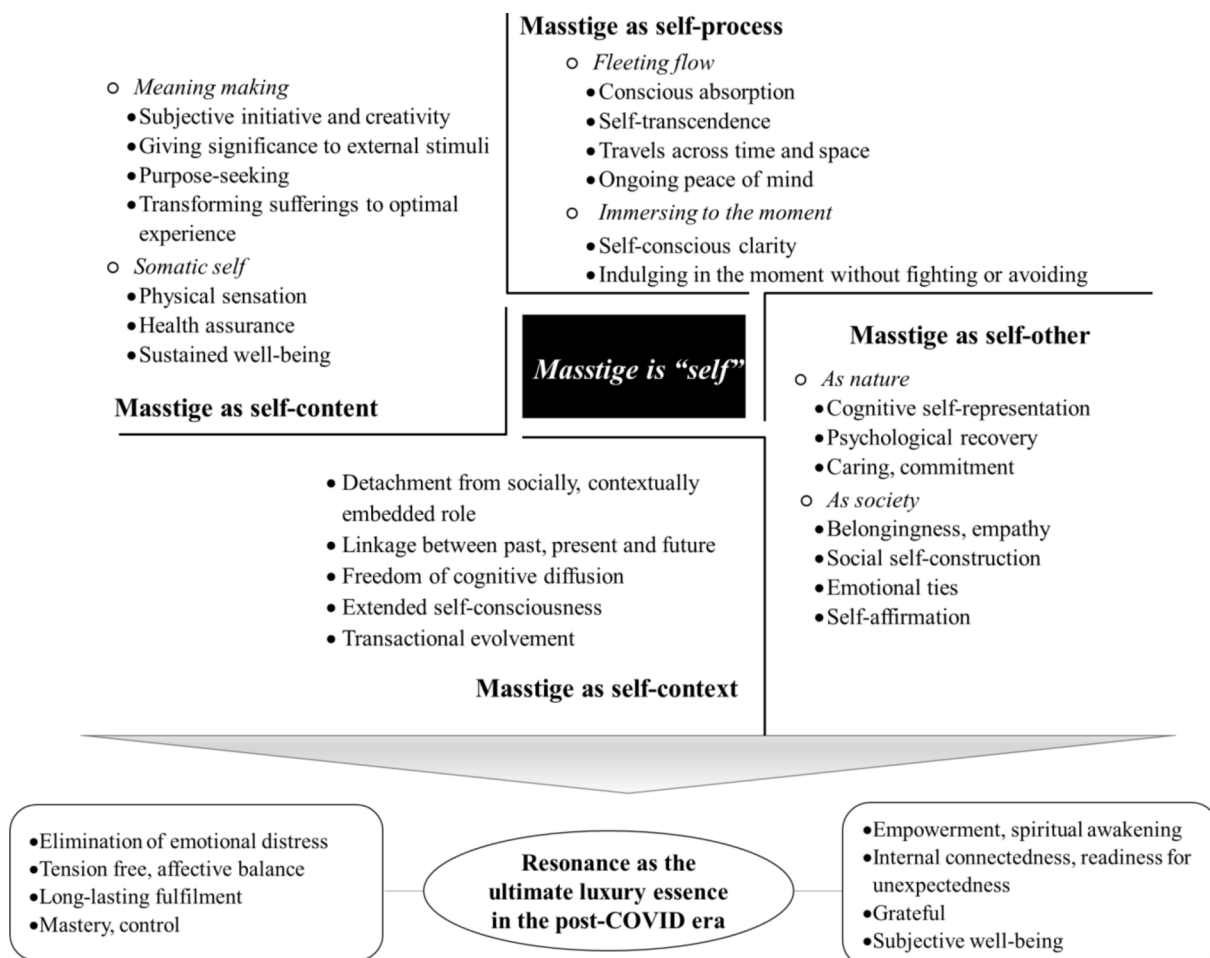 Masstige as self-process
○ Fleeting flow
•Conscious absorption
•Self-transcendence
•Travels across time and space
•Ongoing peace of mind
○ Immersing to the moment
•Self-conscious clarity
•Indulging in the moment without fighting or avoiding
○ Meaning making
•Subjective initiative and creativity
•Giving significance to external stimuli
•Purpose-seeking
•Transforming sufferings to optimal
experience
○ Somatic self
•Physical sensation
•Health assurance
•Sustained well-being
Masstige as self-content
Masstige is “self”
Masstige as self-other
○ As nature
•Cognitive self-representation
•Psychological recovery
•Caring, commitment
○ As society
•Belongingness, empathy
•Social self-construction
•Emotional ties
•Self-affirmation
• Detachment from socially, contextually
embedded role
• Linkage between past, present and future
• Freedom of cognitive diffusion
• Extended self-consciousness
• Transactional evolvement
Masstige as self-context
•Elimination of emotional distress
•Tension free, affective balance
•Long-lasting fulfilment
•Mastery, control
Resonance as the
ultimate luxury essence
in the post-COVID era
•Empowerment, spiritual awakening
•Internal connectedness, readiness for
unexpectedness
•Grateful
•Subjective well-being